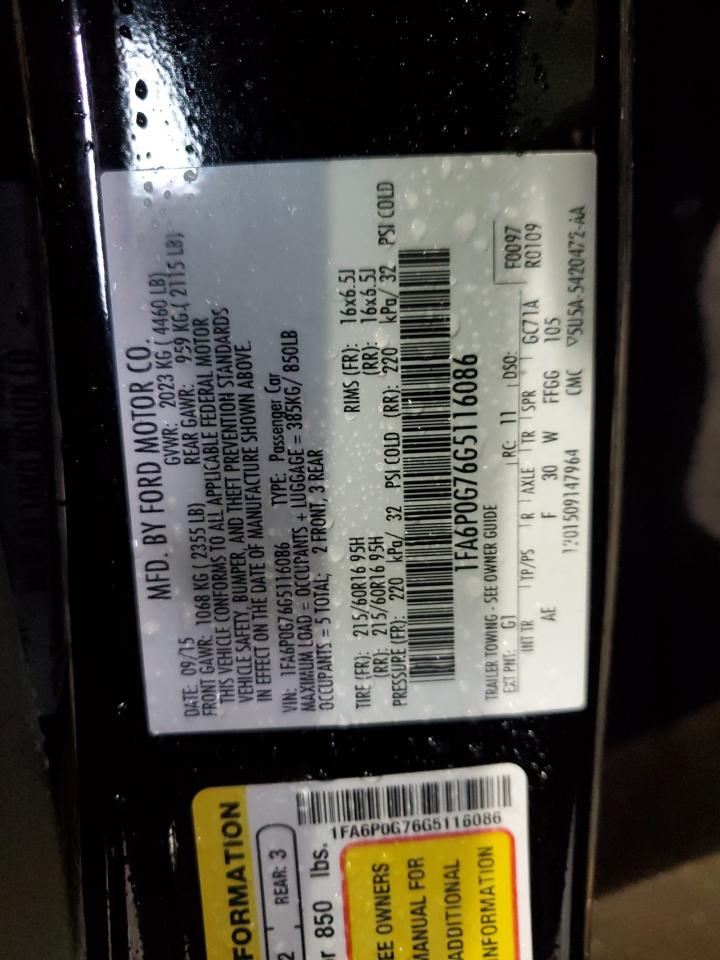 MFD. BY FORD MOTOR CO.
DATE: 09/15 GVWR: 2023 KG ( 4460 LB)
FRONT GAWR: 1068 KG ( 2355 LB) REAR GAWR: 959 KG ( 2115 LB)
THIS VEHICLE CONFORMS TO ALL APPLICABLE FEDERAL MOTOR
VEHICLE SAFETY, BUMPER, AND THEFT PREVENTION STANDARDS
IN EFFECT ON THE DATE OF MANUFACTURE SHOWN ABOVE.
VIN: 1FA6P0G76G5116086 TYPE: Passenger Car
MAXIMUM LOAD = OCCUPANTS + LUGGAGE = 385KG/ 850LB
OCCUPANTS = 5 TOTAL; 2 FRONT, 3 REAR
TIRE (FR): 215/60R16 95H RIMS (FR): 16x6.5J
(RR): 215/60R16 95H (RR): 16x6.5J
PRESSURE (FR): 220 kPa/ 32 PSI COLD (RR): 220 kPa/ 32 PSI COLD
1FA6P0G76G5116086
TRAILER TOWING - SEE OWNER GUIDE F0097
EXT PNT: G1 RC: 11 DSO: R0109
INT TR TP/PS R AXLE TR SPR GC71A
AE F 30 W FFGG 105
1201509147964 CMC ▽5U5A-5420472-AA
FORMATION
2 REAR: 3
or 850 lbs.
1FA6P0G76G5116086
EE OWNERS
MANUAL FOR
ADDITIONAL
INFORMATION